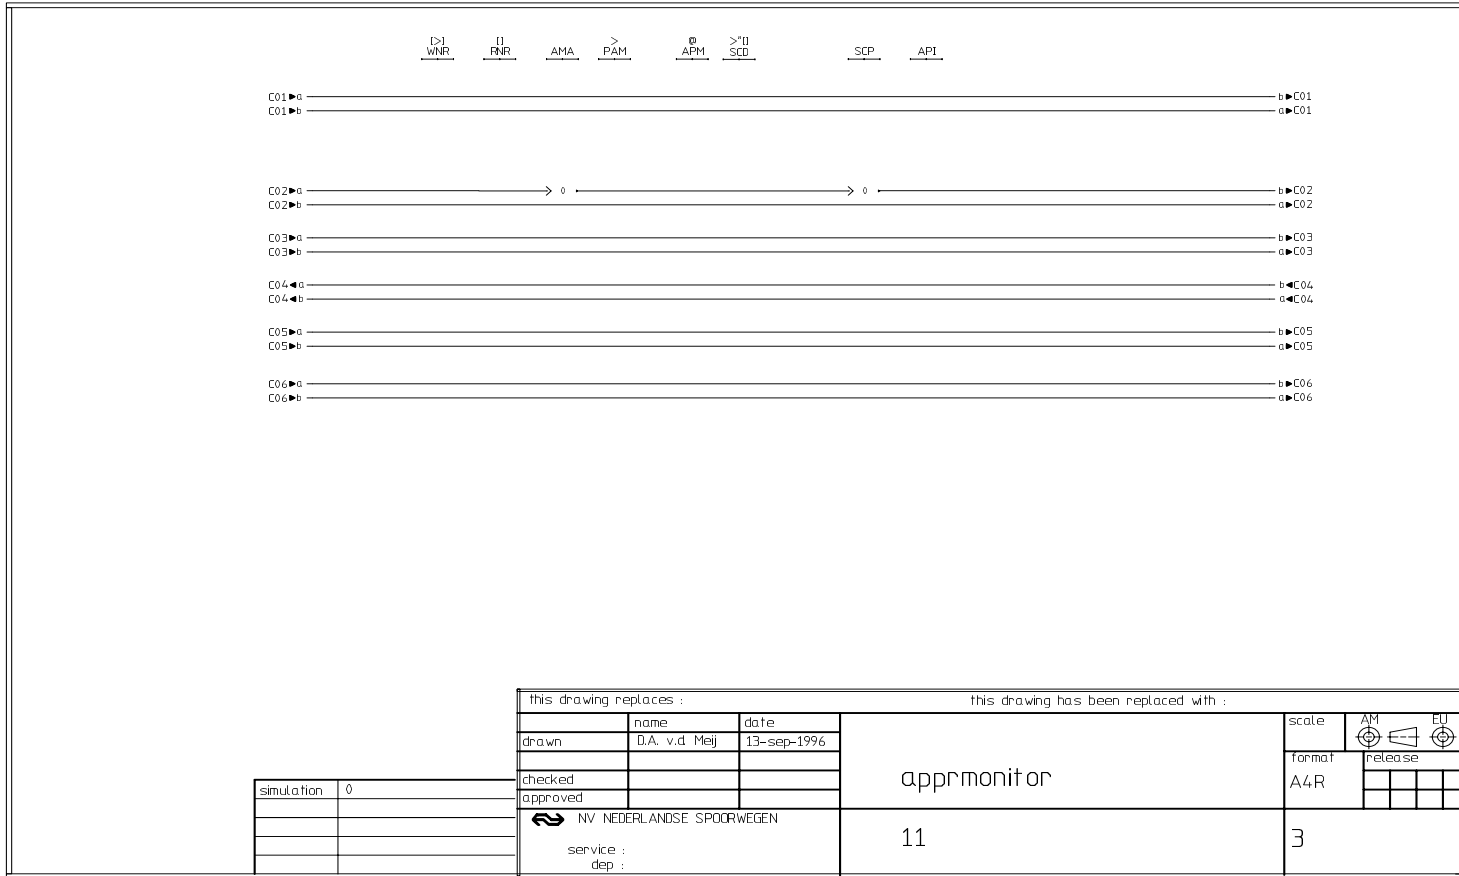 [>] [] > @ >"[]
WNR RNR AMA PAM APM SCD SCP API
C01 a b C01
C01 b a C01
C02 a 0 0 b C02
C02 b a C02
C03 a b C03
C03 b a C03
C04 a b C04
C04 b a C04
C05 a b C05
C05 b a C05
C06 a b C06
C06 b a C06
this drawing replaces : this drawing has been replaced with :
name date scale AM EU
drawn D.A. v.d. Meij 13-sep-1996
format release
apprmonitor A4R
checked
simulation 0
approved
NV NEDERLANDSE SPOORWEGEN
11 3
service :
dep :